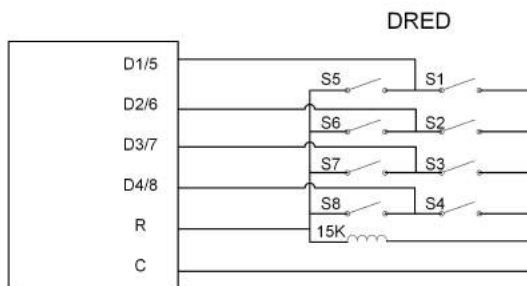 DRED
D1/5
S5 S1
D2/6
S6 S2
D3/7
S7 S3
D4/8
S8 S4
R
15K
C